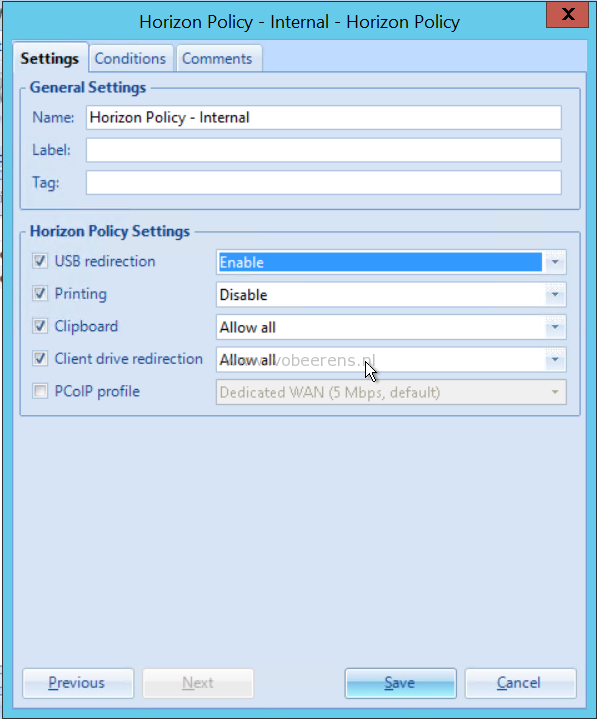 Horizon Policy - Internal - Horizon Policy
X
Settings Conditions Comments
General Settings
Name: Horizon Policy - Internal
Label:
Tag:
Horizon Policy Settings
USB redirection Enable
Printing Disable
Clipboard Allow all
Client drive redirection Allow all
PCoIP profile Dedicated WAN (5 Mbps, default)
Previous Next Save Cancel